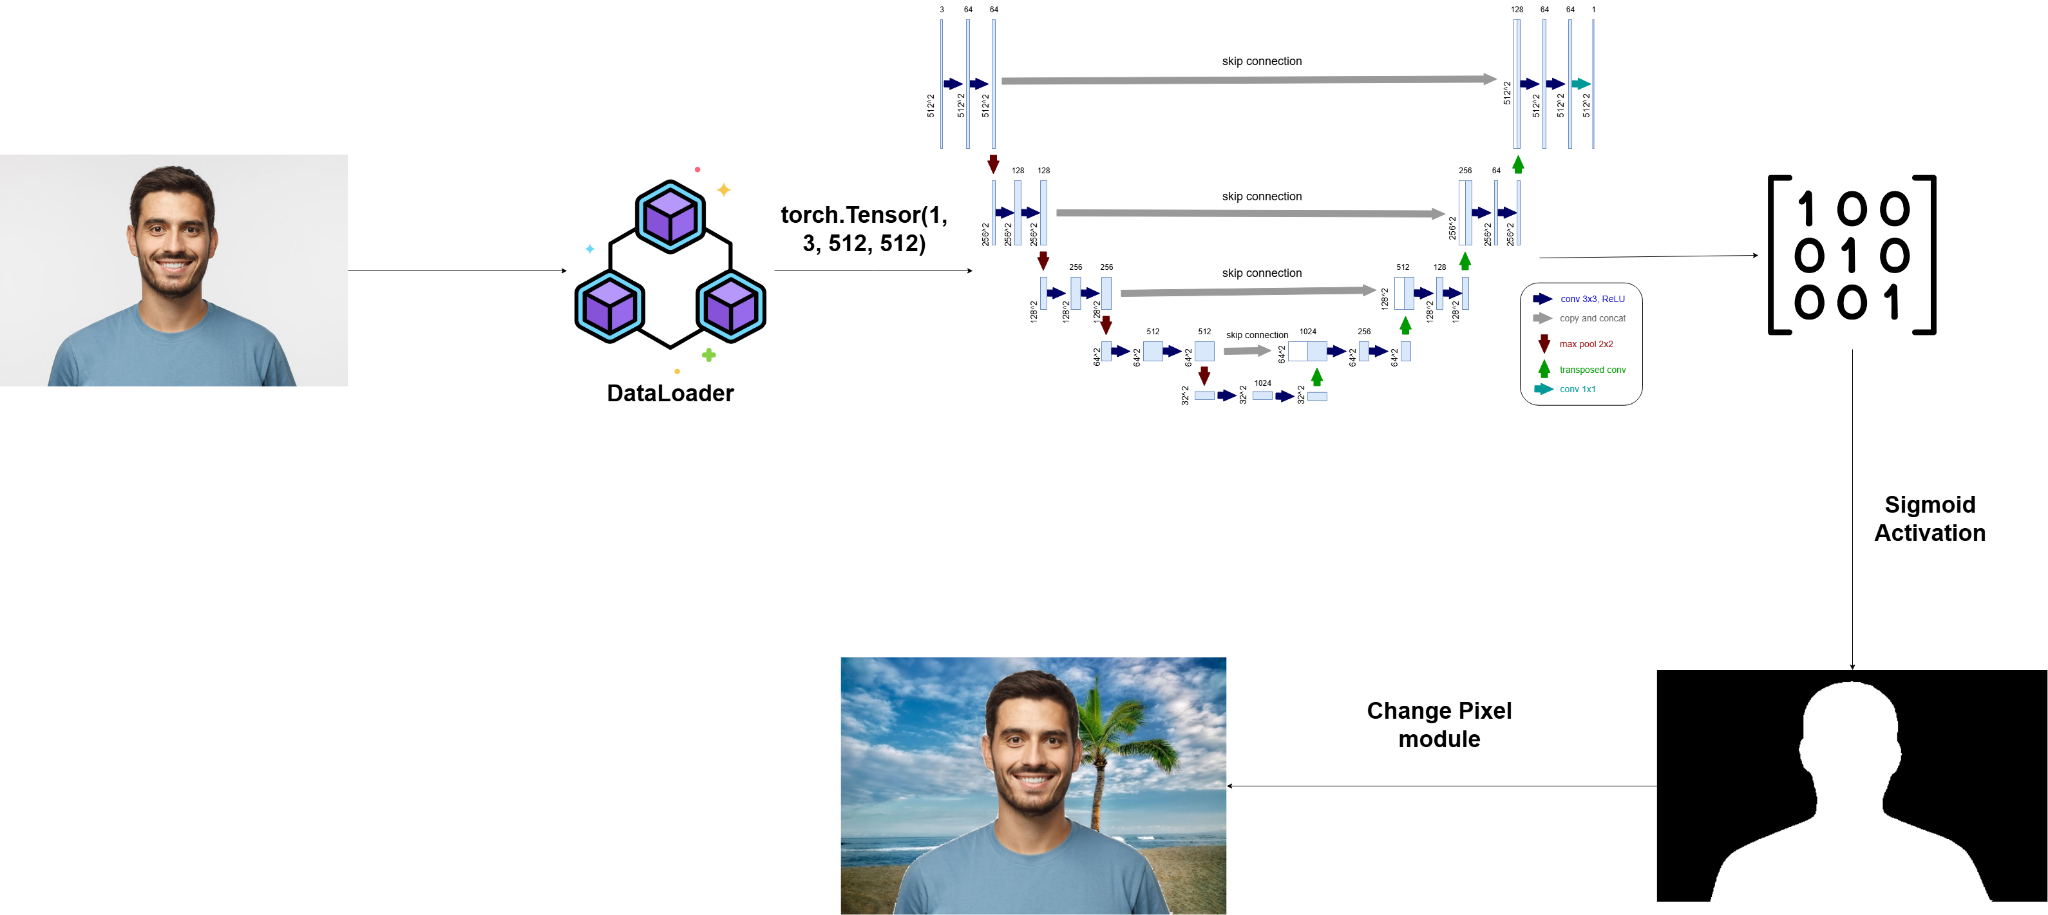 3 64 64
128 64 64 1
skip connection
512^2 512^2 512^2
512^2 512^2 512^2 512^2
128 128
256 64
skip connection
256^2 256^2 256^2
256^2 256^2 256^2
256 256
512 128
skip connection
128^2 128^2 128^2
128^2 128^2 128^2
512 512
skip connection
1024 256
64^2 64^2 64^2
64^2 64^2 64^2
1024
32^2 32^2 32^2
torch.Tensor(1,
3, 512, 512)
DataLoader
conv 3x3, ReLU
copy and concat
max pool 2x2
transposed conv
conv 1x1
1 0 0
0 1 0
0 0 1
Sigmoid
Activation
Change Pixel
module